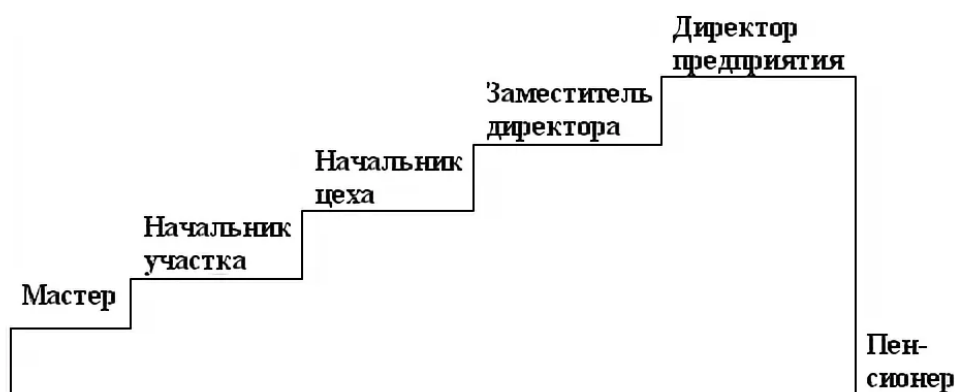 Директор
предприятия
Заместитель
директора
Начальник
цеха
Начальник
участка
Мастер
Пен-
сионер